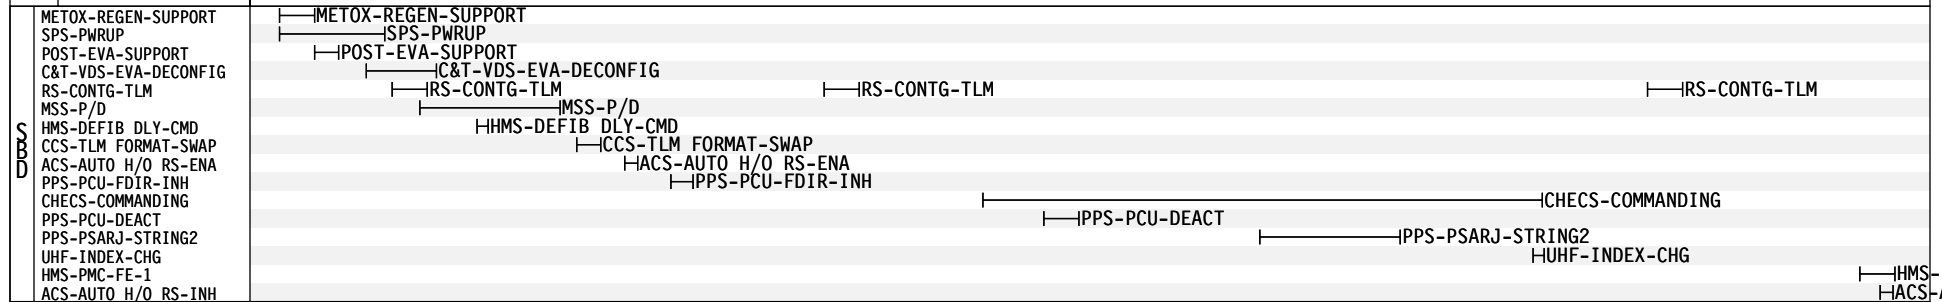 METOX-REGEN-SUPPORT METOX-REGEN-SUPPORT
SPS-PWRUP SPS-PWRUP
POST-EVA-SUPPORT POST-EVA-SUPPORT
C&T-VDS-EVA-DECONFIG C&T-VDS-EVA-DECONFIG
RS-CONTG-TLM RS-CONTG-TLM RS-CONTG-TLM RS-CONTG-TLM
MSS-P/D MSS-P/D
HMS-DEFIB DLY-CMD HMS-DEFIB DLY-CMD
SBD
CCS-TLM FORMAT-SWAP CCS-TLM FORMAT-SWAP
ACS-AUTO H/O RS-ENA ACS-AUTO H/O RS-ENA
PPS-PCU-FDIR-INH PPS-PCU-FDIR-INH
CHECS-COMMANDING CHECS-COMMANDING
PPS-PCU-DEACT PPS-PCU-DEACT
PPS-PSARJ-STRING2 PPS-PSARJ-STRING2
UHF-INDEX-CHG UHF-INDEX-CHG
HMS-PMC-FE-1 HMS-
ACS-AUTO H/O RS-INH ACS-